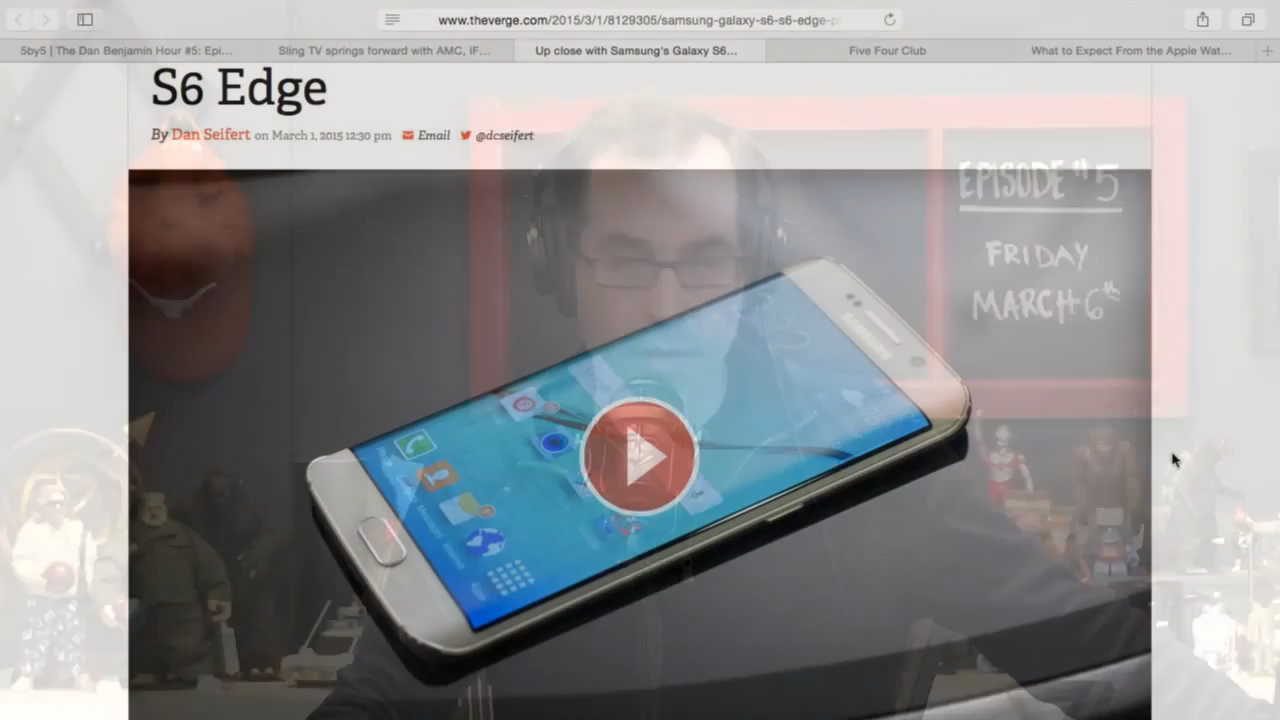 www.theverge.com/2015/3/1/8129305/samsung-galaxy-s6-s6-edge-p
5by5 | The Dan Benjamin Hour #5: Epi...
Sling TV springs forward with AMC, IF...
Up close with Samsung's Galaxy S6...
Five Four Club
What to Expect From the Apple Wat...
S6 Edge
By Dan Seifert on March 1, 2015 12:30 pm Email @dcseifert
EPISODE #5
FRIDAY
MARCH 6th
SAMSUNG